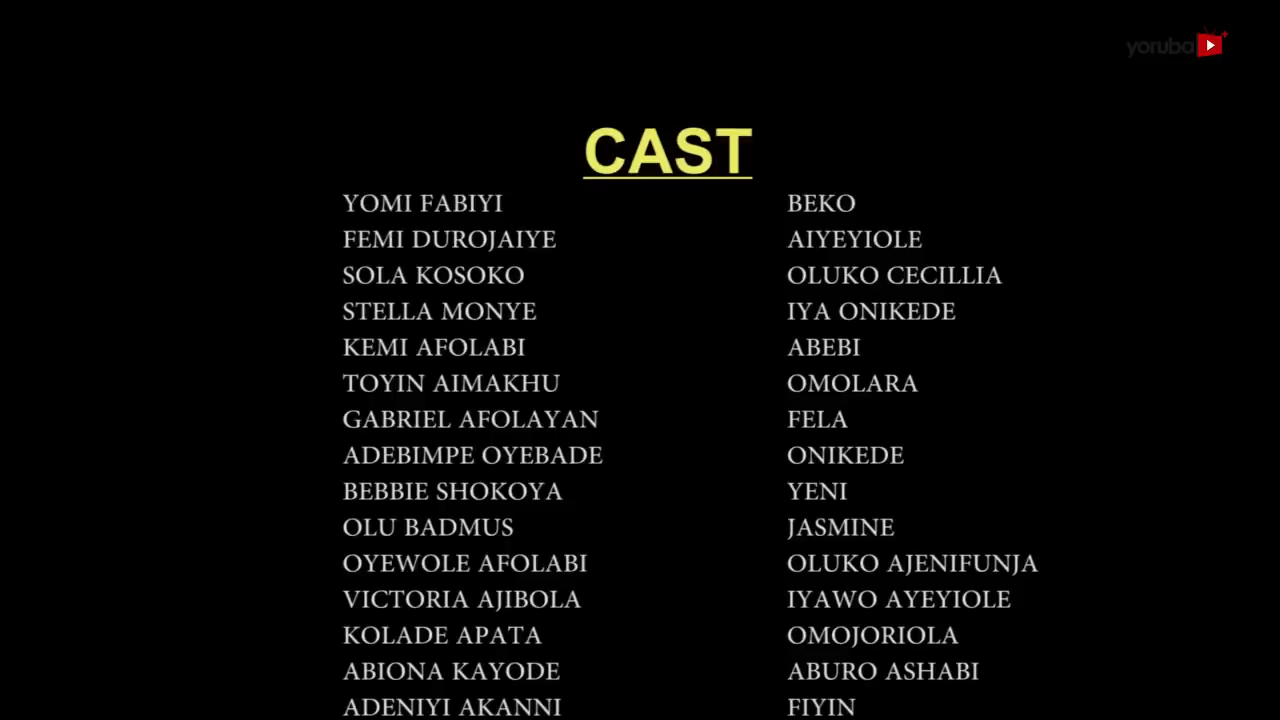 yoruba
CAST
YOMI FABIYI BEKO
FEMI DUROJAIYE AIYEYIOLE
SOLA KOSOKO OLUKO CECILLIA
STELLA MONYE IYA ONIKEDE
KEMI AFOLABI ABEBI
TOYIN AIMAKHU OMOLARA
GABRIEL AFOLAYAN FELA
ADEBIMPE OYEBADE ONIKEDE
BEBBIE SHOKOYA YENI
OLU BADMUS JASMINE
OYEWOLE AFOLABI OLUKO AJENIFUNJA
VICTORIA AJIBOLA IYAWO AYEYIOLE
KOLADE APATA OMOJORIOLA
ABIONA KAYODE ABURO ASHABI
ADENIYI AKANNI FIYIN